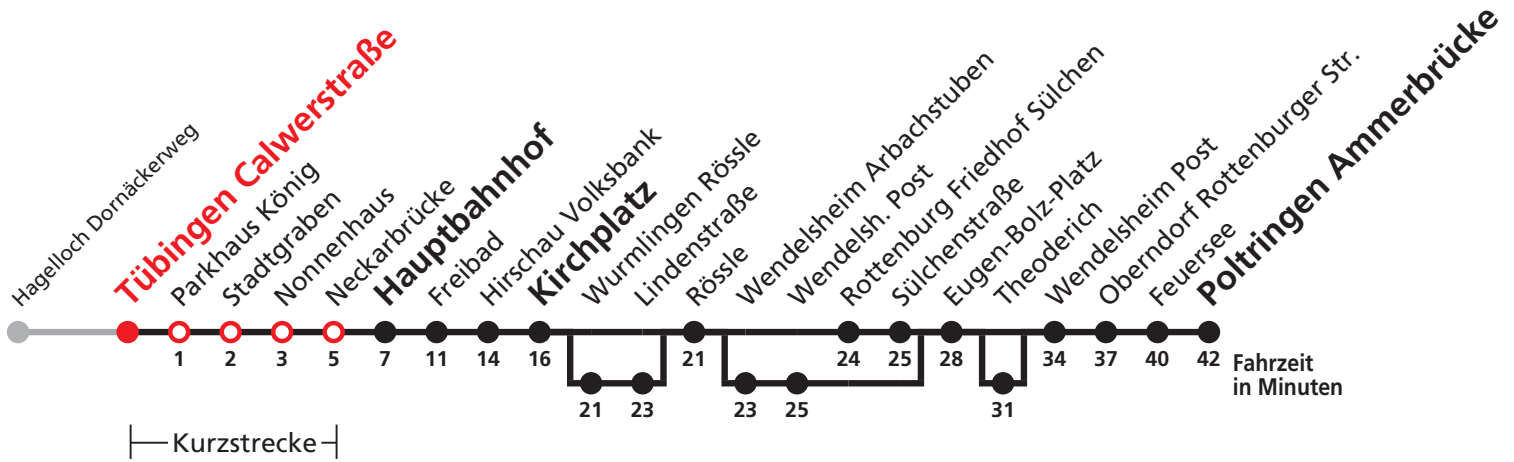 Hagelloch Dornäckerweg
Tübingen Calwerstraße
Parkhaus König
Stadtgraben
Nonnenhaus
Neckarbrücke
Hauptbahnhof
Freibad
Hirschau Volksbank
Kirchplatz
Wurmlingen Rössle
Lindenstraße
Rössle
Wendelsheim Arbachstuben
Wendelsh. Post
Rottenburg Friedhof Sülchen
Sülchenstraße
Eugen-Bolz-Platz
Theoderich
Wendelsheim Post
Oberndorf Rottenburger Str.
Feuersee
Poltringen Ammerbrücke
1 2 3 5 7 11 14 16 21 24 25 28 34 37 40 42
Fahrzeit
in Minuten
21 23 23 25 31
Kurzstrecke